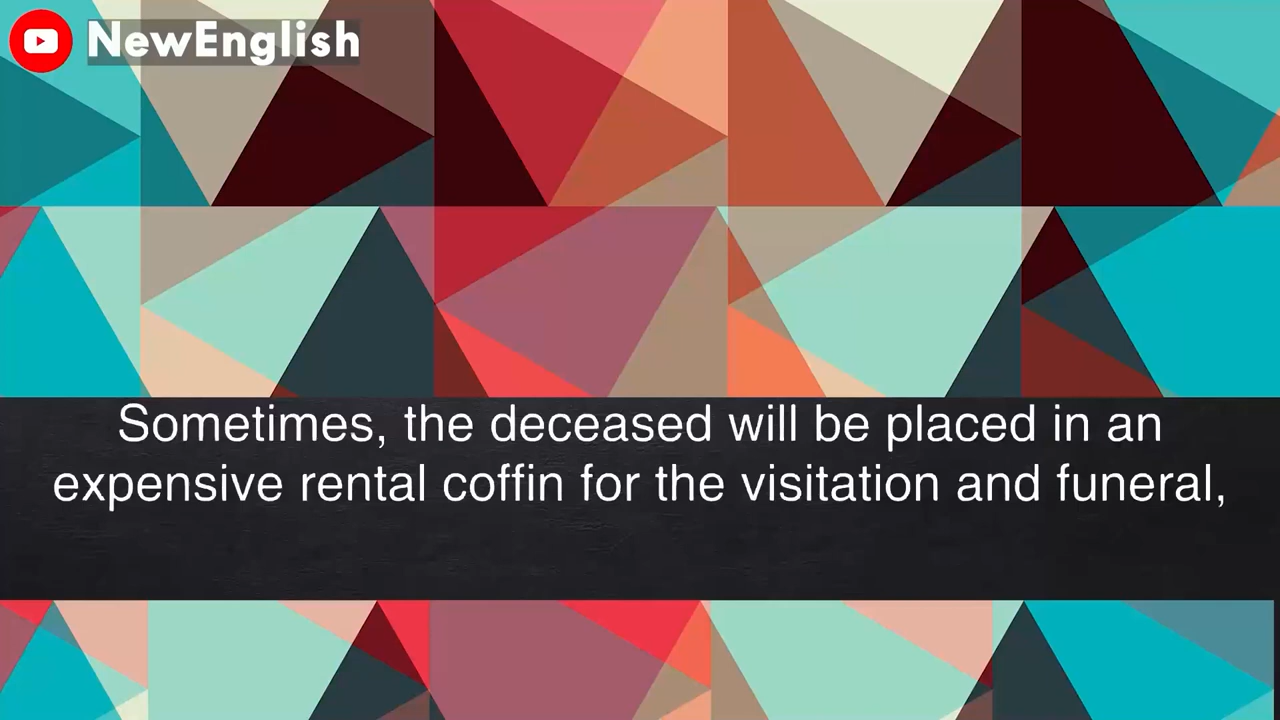 NewEnglish
Sometimes, the deceased will be placed in an
expensive rental coffin for the visitation and funeral,